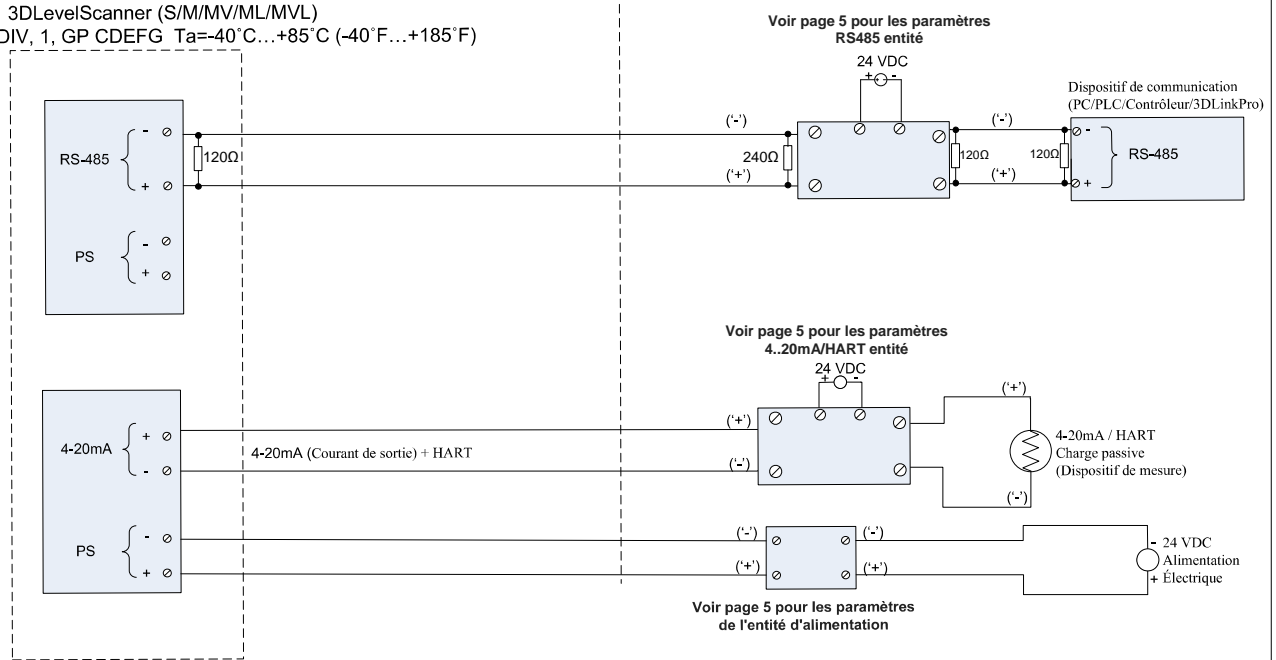 3DLevelScanner (S/M/MV/ML/MVL)
DIV, 1, GP CDEFG Ta=-40°C...+85°C (-40°F...+185°F)
Voir page 5 pour les paramètres
RS485 entité
24 VDC
+ -
Dispositif de communication
(PC/PLC/Contrôleur/3DLinkPro)
RS-485
-
+
120Ω
('-')
('+')
240Ω
('-')
('+')
120Ω
120Ω
-
+
RS-485
PS
-
+
Voir page 5 pour les paramètres
4..20mA/HART entité
24 VDC
+ -
4-20mA
+
-
4-20mA (Courant de sortie) + HART
('+')
('-')
('+')
('-')
4-20mA / HART
Charge passive
(Dispositif de mesure)
PS
-
+
('-')
('+')
('-')
('+')
- 24 VDC
Alimentation
+ Électrique
Voir page 5 pour les paramètres
de l'entité d'alimentation